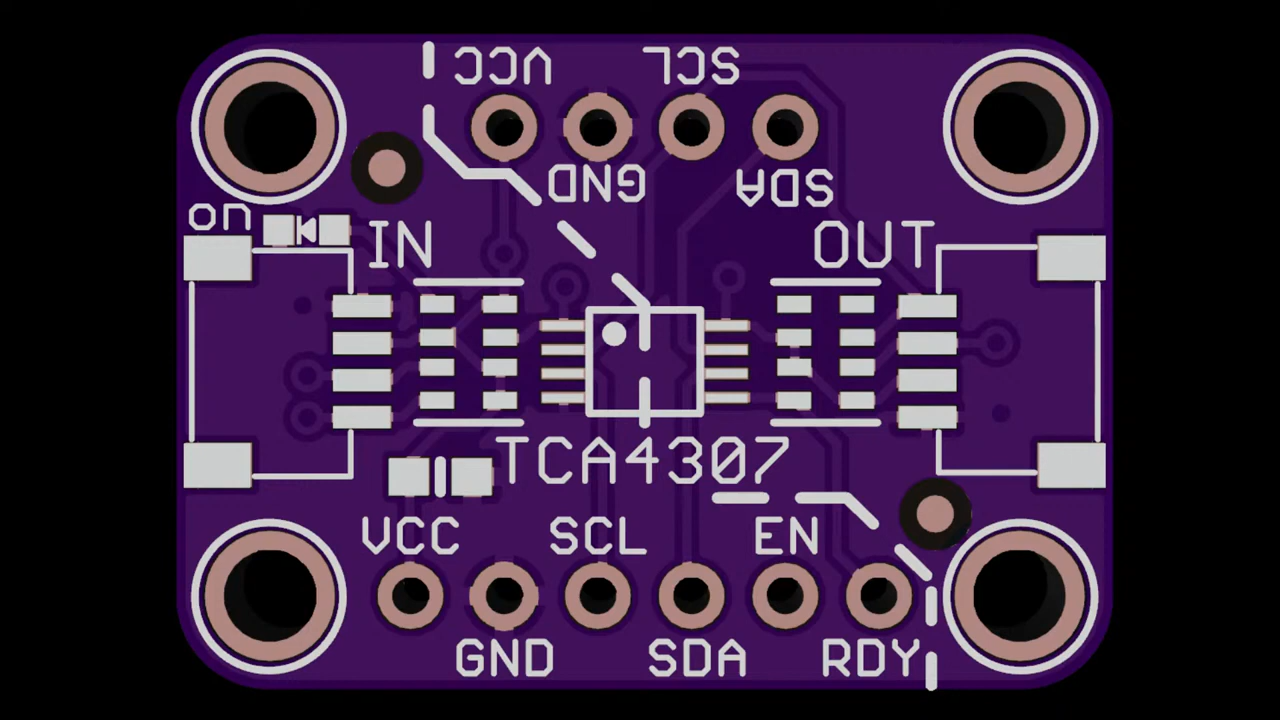 VCC SCL
GND SDA
on
IN OUT
TCA4307
VCC SCL EN
GND SDA RDY